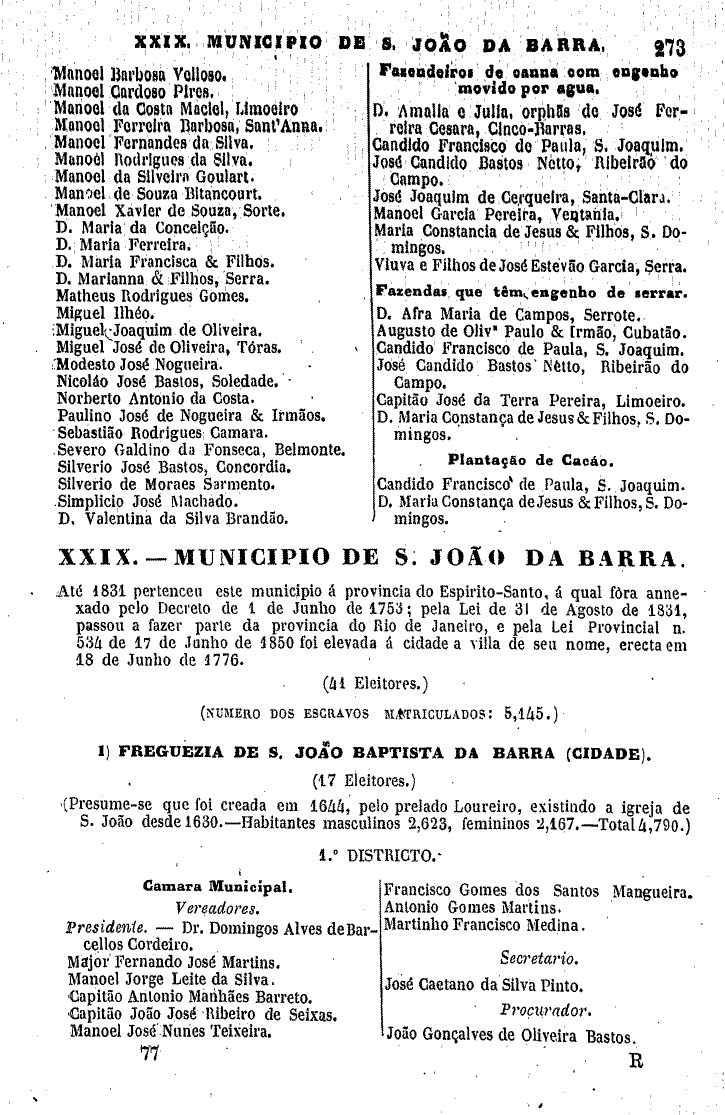 XXIX. MUNICIPIO DE S. JOÃO DA BARRA. 273
Manoel Barbosa Velloso.
Manoel Cardoso Pires.
Manoel da Costa Maciel, Limoeiro
Manoel Ferreira Barbosa, Sant'Anna.
Manoel Fernandes da Silva.
Manoel Rodrigues da Silva.
Manoel da Silveira Goulart.
Manoel de Souza Bitancourt.
Manoel Xavier de Souza, Sorte.
D. Maria da Conceição.
D. Maria Ferreira.
D. Maria Francisca & Filhos.
D. Marianna & Filhos, Serra.
Matheus Rodrigues Gomes.
Miguel Ilhéo.
Miguel Joaquim de Oliveira.
Miguel José de Oliveira, Tóras.
Modesto José Nogueira.
Nicoláo José Bastos, Soledade.
Norberto Antonio da Costa.
Paulino José de Nogueira & Irmãos.
Sebastião Rodrigues Camara.
Severo Galdino da Fonseca, Belmonte.
Silverio José Bastos, Concordia.
Silverio de Moraes Sarmento.
Simplicio José Machado.
D. Valentina da Silva Brandão.
Fazendeiros de canna com engenho
movido por agua.
D. Amalia e Julia, orphãs de José Fer-
reira Cesara, Cinco-Barras.
Candido Francisco de Paula, S. Joaquim.
José Candido Bastos Netto, Ribeirão do
Campo.
José Joaquim de Cerqueira, Santa-Clara.
Manoel Garcia Pereira, Ventania.
Maria Constancia de Jesus & Filhos, S. Do-
mingos.
Viuva e Filhos de José Estevão Garcia, Serra.
Fazendas que têm engenho de serrar.
D. Afra Maria de Campos, Serrote.
Augusto de Olivª Paulo & Irmão, Cubatão.
Candido Francisco de Paula, S. Joaquim.
José Candido Bastos Nêtto, Ribeirão do
Campo.
Capitão José da Terra Pereira, Limoeiro.
D. Maria Constança de Jesus & Filhos, S. Do-
mingos.
Plantação de Cacáo.
Candido Francisco de Paula, S. Joaquim.
D. Maria Constança de Jesus & Filhos, S. Do-
mingos.
XXIX. — MUNICIPIO DE S. JOÃO DA BARRA.
Até 1831 pertenceu este municipio á provincia do Espirito-Santo, á qual fôra anne-
xado pelo Decreto de 1 de Junho de 1753; pela Lei de 31 de Agosto de 1831,
passou a fazer parte da provincia do Rio de Janeiro, e pela Lei Provincial n.
534 de 17 de Junho de 1850 foi elevada á cidade a villa de seu nome, erecta em
18 de Junho de 1776.
(41 Eleitores.)
(NUMERO DOS ESCRAVOS MATRICULADOS: 5,145.)
1) FREGUEZIA DE S. JOÃO BAPTISTA DA BARRA (CIDADE).
(17 Eleitores.)
(Presume-se que foi creada em 1644, pelo prelado Loureiro, existindo a igreja de
S. João desde 1630.—Habitantes masculinos 2,623, femininos 2,167.—Total 4,790.)
1.º DISTRICTO.
Camara Municipal.
Vereadores.
Presidente. — Dr. Domingos Alves de Bar-
cellos Cordeiro.
Major Fernando José Martins.
Manoel Jorge Leite da Silva.
Capitão Antonio Manhães Barreto.
Capitão João José Ribeiro de Seixas.
Manoel José Nunes Teixeira.
Francisco Gomes dos Santos Mangueira.
Antonio Gomes Martins.
Martinho Francisco Medina.
Secretario.
José Caetano da Silva Pinto.
Procurador.
João Gonçalves de Oliveira Bastos.
77 R